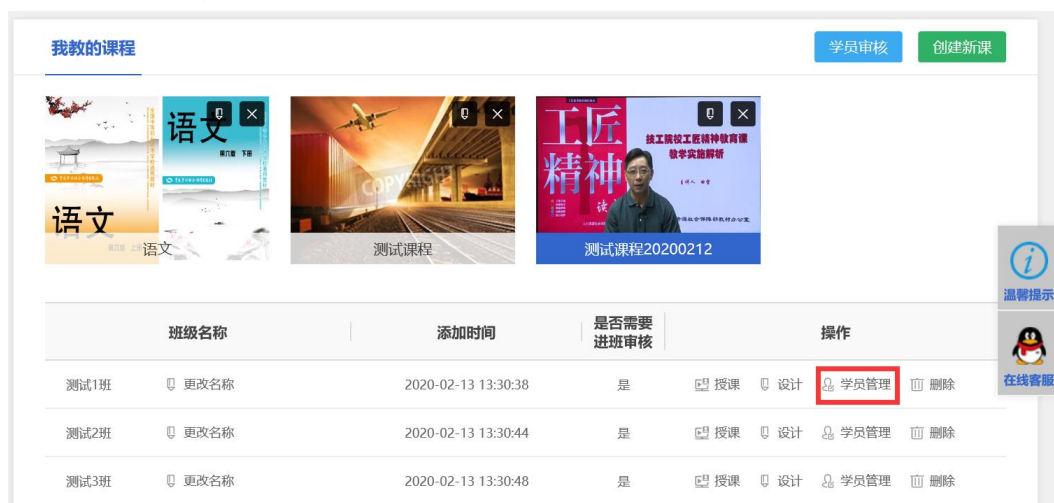 我教的课程
学员审核
创建新课
语文
语文
第六版 下册
语文
测试课程
COPYRIGHT
工匠
精神
技工院校工匠精神教育课
教学实施解析
测试课程20200212
温馨提示
在线客服
班级名称 添加时间 是否需要
进班审核 操作
测试1班 更改名称 2020-02-13 13:30:38 是 授课 设计 学员管理 删除
测试2班 更改名称 2020-02-13 13:30:44 是 授课 设计 学员管理 删除
测试3班 更改名称 2020-02-13 13:30:48 是 授课 设计 学员管理 删除